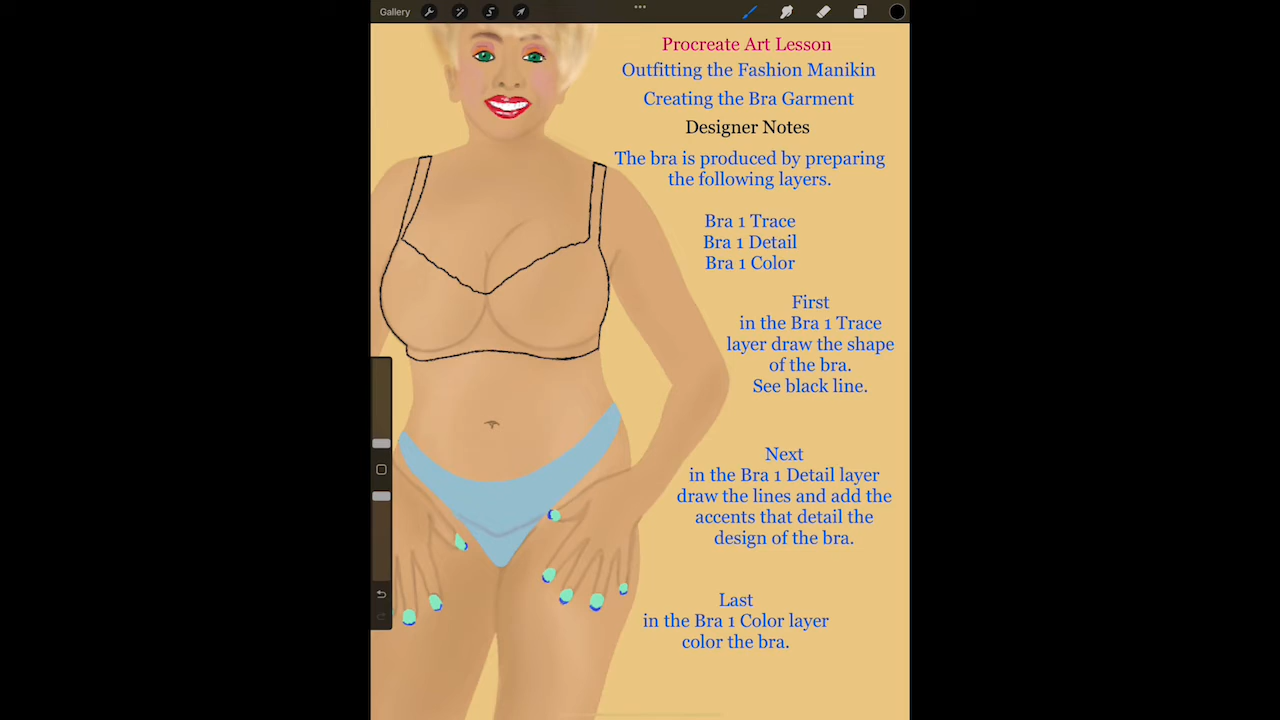 Gallery
Procreate Art Lesson
Outfitting the Fashion Manikin
Creating the Bra Garment
Designer Notes
The bra is produced by preparing
the following layers.
Bra 1 Trace
Bra 1 Detail
Bra 1 Color
First
in the Bra 1 Trace
layer draw the shape
of the bra.
See black line.
Next
in the Bra 1 Detail layer
draw the lines and add the
accents that detail the
design of the bra.
Last
in the Bra 1 Color layer
color the bra.